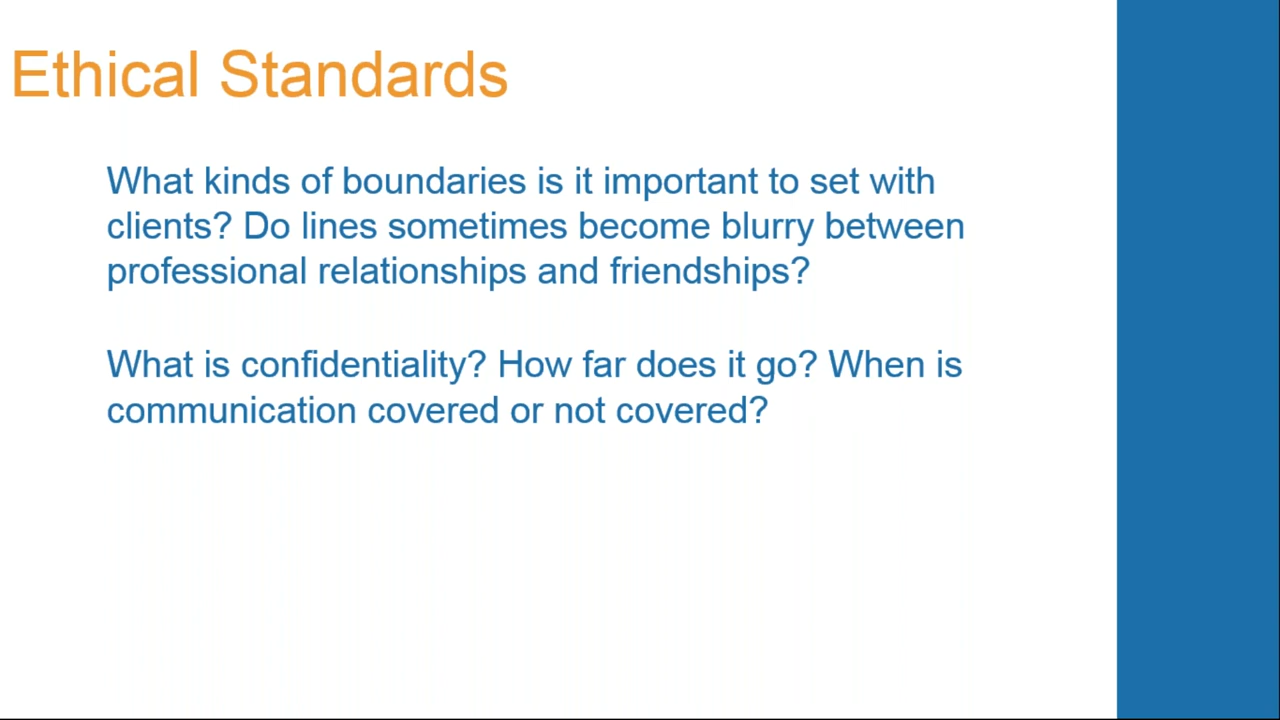 Ethical Standards
What kinds of boundaries is it important to set with
clients? Do lines sometimes become blurry between
professional relationships and friendships?
What is confidentiality? How far does it go? When is
communication covered or not covered?